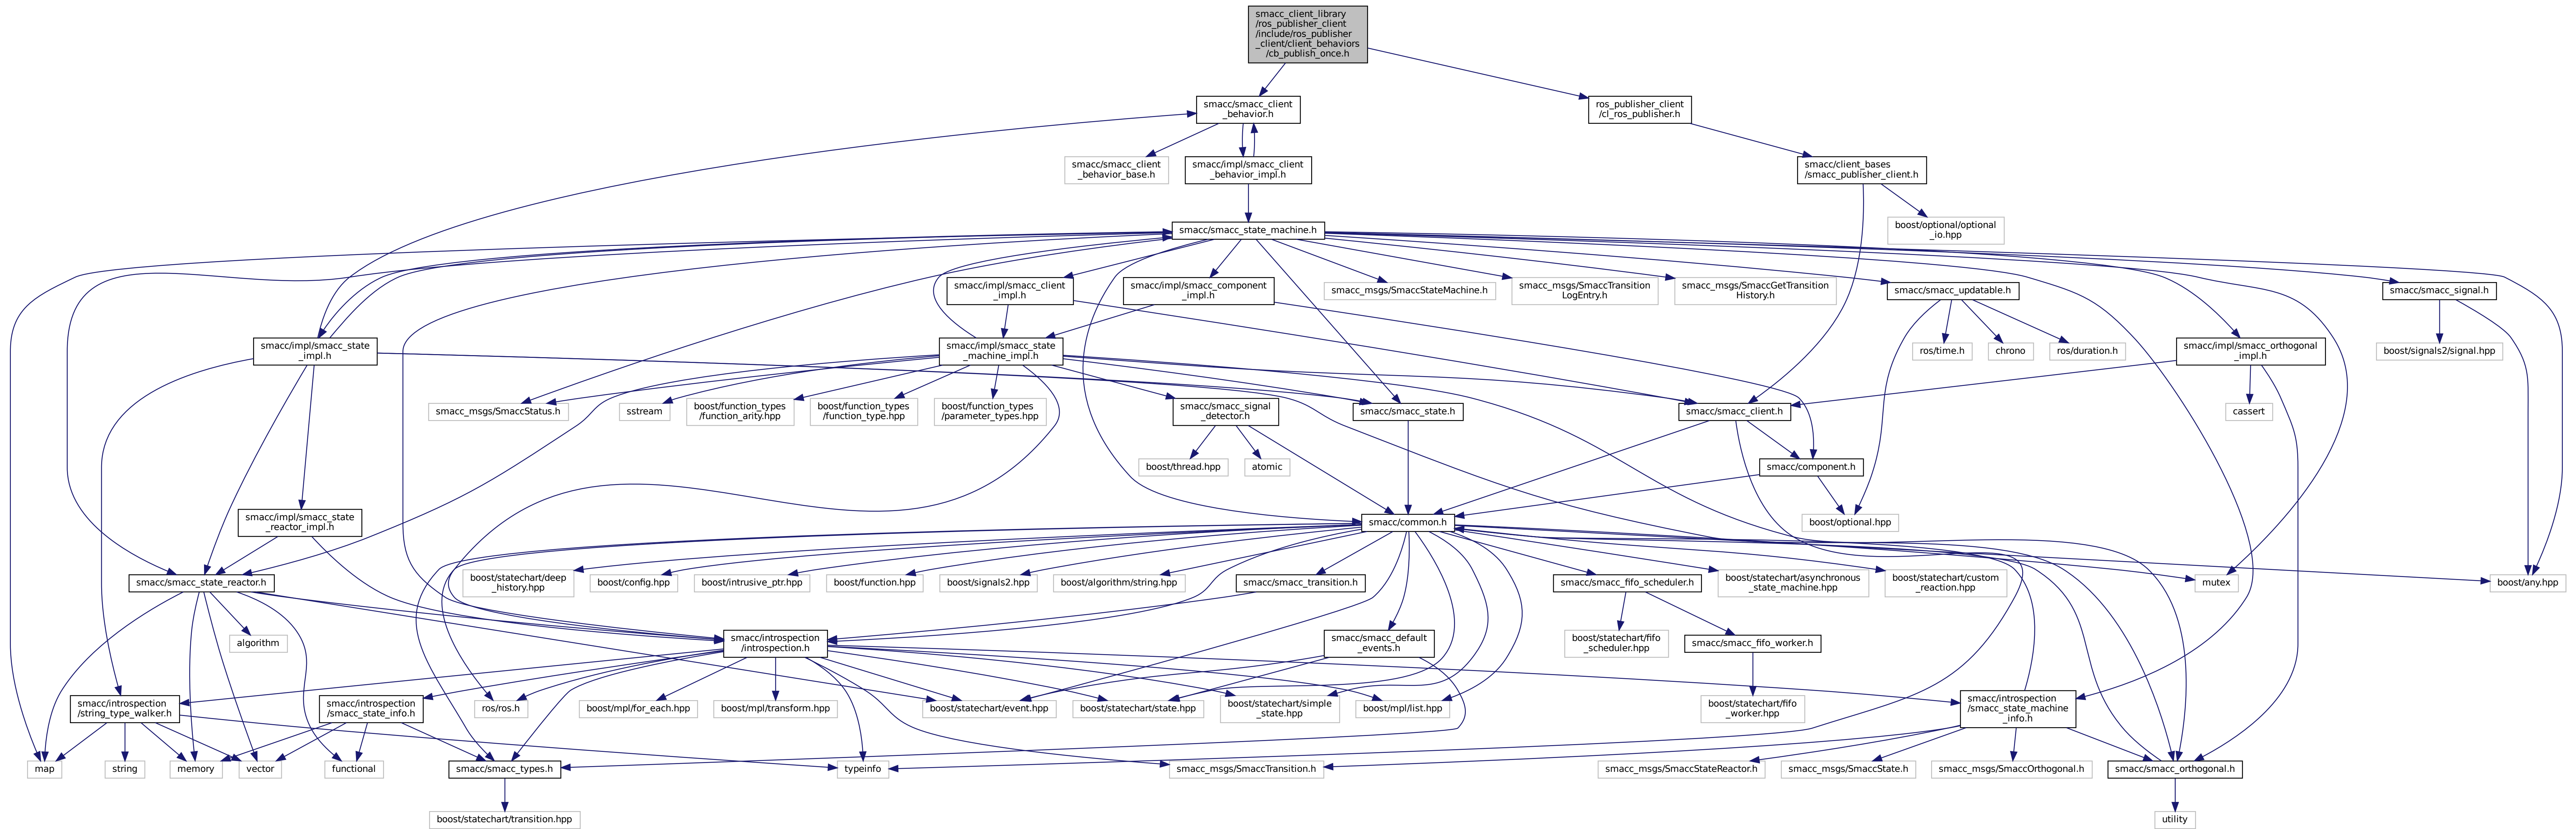 smacc_client_library
/ros_publisher_client
/include/ros_publisher
_client/client_behaviors
/cb_publish_once.h
smacc/smacc_client
_behavior.h
ros_publisher_client
/cl_ros_publisher.h
smacc/smacc_client
_behavior_base.h
smacc/impl/smacc_client
_behavior_impl.h
smacc/client_bases
/smacc_publisher_client.h
smacc/smacc_state_machine.h
boost/optional/optional
_io.hpp
smacc/impl/smacc_client
_impl.h
smacc/impl/smacc_component
_impl.h
smacc_msgs/SmaccStateMachine.h
smacc_msgs/SmaccTransition
LogEntry.h
smacc_msgs/SmaccGetTransition
History.h
smacc/smacc_updatable.h
smacc/smacc_signal.h
smacc/impl/smacc_state
_impl.h
smacc/impl/smacc_state
_machine_impl.h
ros/time.h
chrono
ros/duration.h
smacc/impl/smacc_orthogonal
_impl.h
boost/signals2/signal.hpp
smacc_msgs/SmaccStatus.h
sstream
boost/function_types
/function_arity.hpp
boost/function_types
/function_type.hpp
boost/function_types
/parameter_types.hpp
smacc/smacc_signal
_detector.h
smacc/smacc_state.h
smacc/smacc_client.h
cassert
boost/thread.hpp
atomic
smacc/component.h
smacc/impl/smacc_state
_reactor_impl.h
smacc/common.h
boost/optional.hpp
smacc/smacc_state_reactor.h
boost/statechart/deep
_history.hpp
boost/config.hpp
boost/intrusive_ptr.hpp
boost/function.hpp
boost/signals2.hpp
boost/algorithm/string.hpp
smacc/smacc_transition.h
smacc/smacc_fifo_scheduler.h
boost/statechart/asynchronous
_state_machine.hpp
boost/statechart/custom
_reaction.hpp
mutex
boost/any.hpp
algorithm
smacc/introspection
/introspection.h
smacc/smacc_default
_events.h
boost/statechart/fifo
_scheduler.hpp
smacc/smacc_fifo_worker.h
smacc/introspection
/string_type_walker.h
smacc/introspection
/smacc_state_info.h
ros/ros.h
boost/mpl/for_each.hpp
boost/mpl/transform.hpp
boost/statechart/event.hpp
boost/statechart/state.hpp
boost/statechart/simple
_state.hpp
boost/mpl/list.hpp
boost/statechart/fifo
_worker.hpp
smacc/introspection
/smacc_state_machine
_info.h
map
string
memory
vector
functional
smacc/smacc_types.h
typeinfo
smacc_msgs/SmaccTransition.h
smacc_msgs/SmaccStateReactor.h
smacc_msgs/SmaccState.h
smacc_msgs/SmaccOrthogonal.h
smacc/smacc_orthogonal.h
boost/statechart/transition.hpp
utility